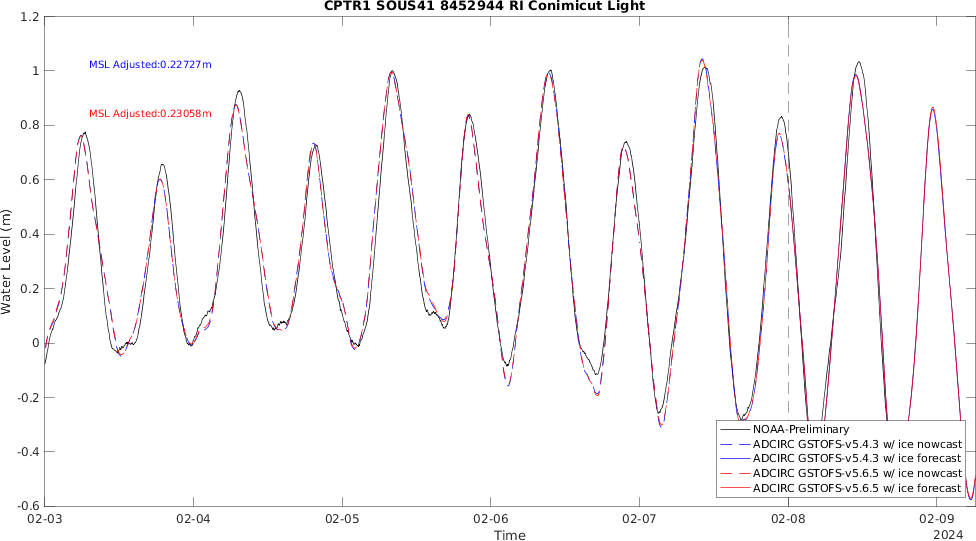 CPTR1 SOUS41 8452944 RI Conimicut Light
1.2
1
0.8
0.6
0.4
0.2
0
-0.2
-0.4
-0.6
Water Level (m)
MSL Adjusted:0.22727m
MSL Adjusted:0.23058m
NOAA-Preliminary
ADCIRC GSTOFS-v5.4.3 w/ ice nowcast
ADCIRC GSTOFS-v5.4.3 w/ ice forecast
ADCIRC GSTOFS-v5.6.5 w/ ice nowcast
ADCIRC GSTOFS-v5.6.5 w/ ice forecast
02-03 02-04 02-05 02-06 02-07 02-08 02-09
Time
2024